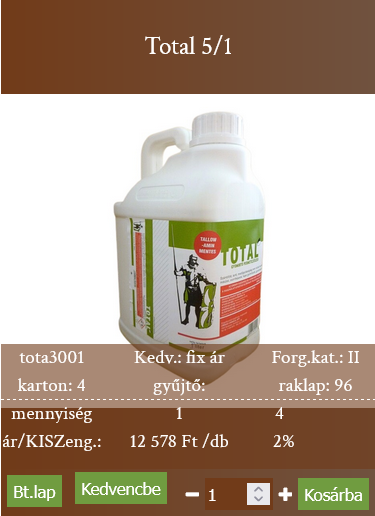 Total 5/1
TALLOW
-AMIN
MENTES
TOTAL
TOTAL
tota3001 Kedv.: fix ár Forg.kat.: II
karton: 4 gyűjtő: raklap: 96
mennyiség 1 4
ár/KISZeng.: 12 578 Ft /db 2%
Bt.lap Kedvencbe − 1 + Kosárba